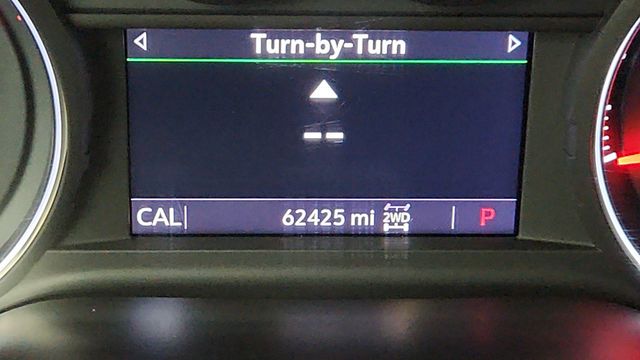 Turn-by-Turn
--
CAL 62425 mi 2WD P